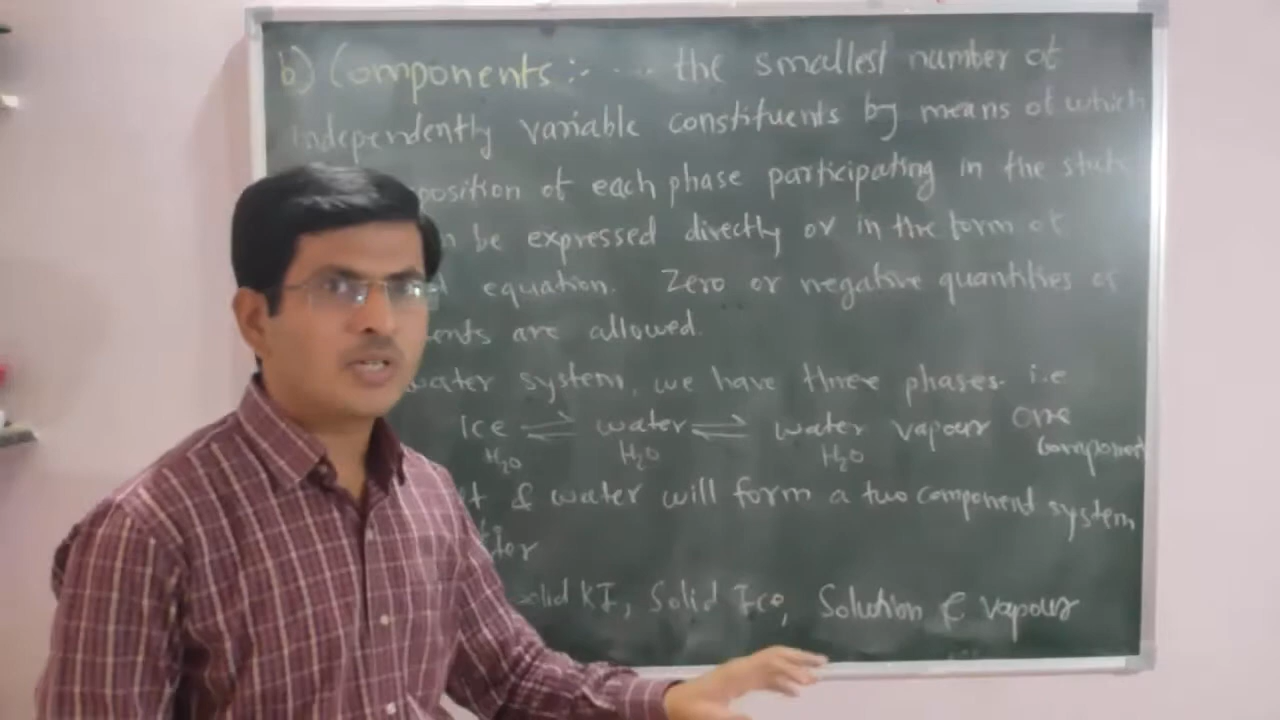 b) Components:- .... the smallest number of
independently variable constituents by means of which
position of each phase participating in the state
n be expressed directly or in the form of
equation. Zero or negative quantities of
ents are allowed.
water system, we have three phases. i.e
ice ⇌ water ⇌ water vapour One
H2O H2O H2O component
& water will form a two component system
solid KI, Solid Ice, Solution & vapour